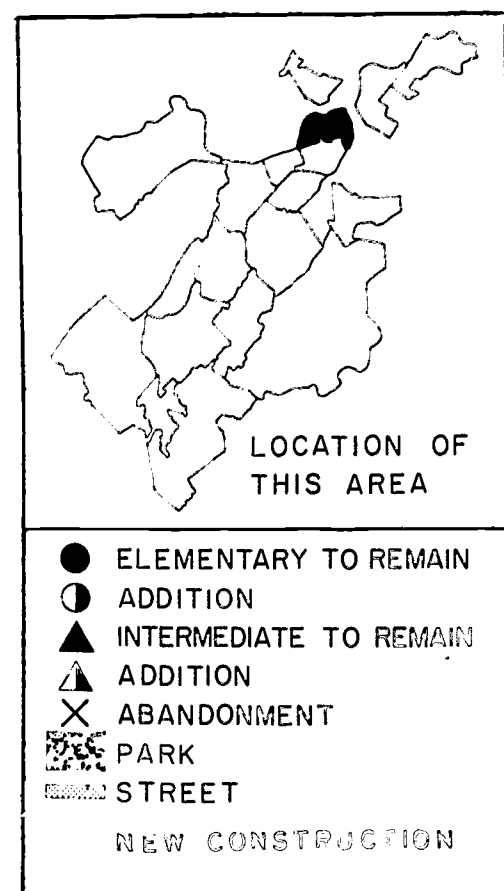 LOCATION OF
THIS AREA
ELEMENTARY TO REMAIN
ADDITION
INTERMEDIATE TO REMAIN
ADDITION
ABANDONMENT
PARK
STREET
NEW CONSTRUCTION